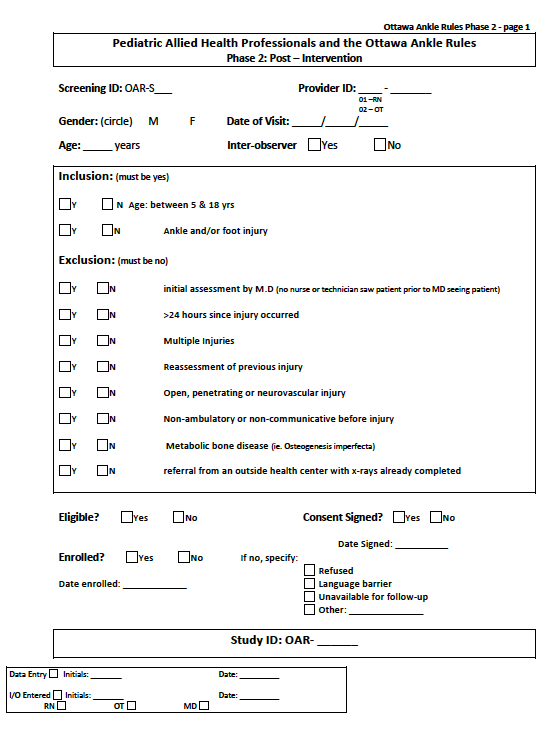 Ottawa Ankle Rules Phase 2 - page 1
Pediatric Allied Health Professionals and the Ottawa Ankle Rules
Phase 2: Post – Intervention
Screening ID: OAR-S___ Provider ID: ____ - _______
01 –RN
02 – OT
Gender: (circle) M F Date of Visit: _____/_____/_____
Age: _____ years Inter-observer Yes No
Inclusion: (must be yes)
Y N Age: between 5 & 18 yrs
Y N Ankle and/or foot injury
Exclusion: (must be no)
Y N initial assessment by M.D (no nurse or technician saw patient prior to MD seeing patient)
Y N >24 hours since injury occurred
Y N Multiple Injuries
Y N Reassessment of previous injury
Y N Open, penetrating or neurovascular injury
Y N Non-ambulatory or non-communicative before injury
Y N Metabolic bone disease (ie. Osteogenesis imperfecta)
Y N referral from an outside health center with x-rays already completed
Eligible? Yes No Consent Signed? Yes No
Date Signed: __________
Enrolled? Yes No If no, specify:
Refused
Date enrolled: ____________ Language barrier
Unavailable for follow-up
Other: ______________
Study ID: OAR- ______
Data Entry Initials: _______ Date: _________
I/O Entered Initials: _______ Date: _________
RN OT MD